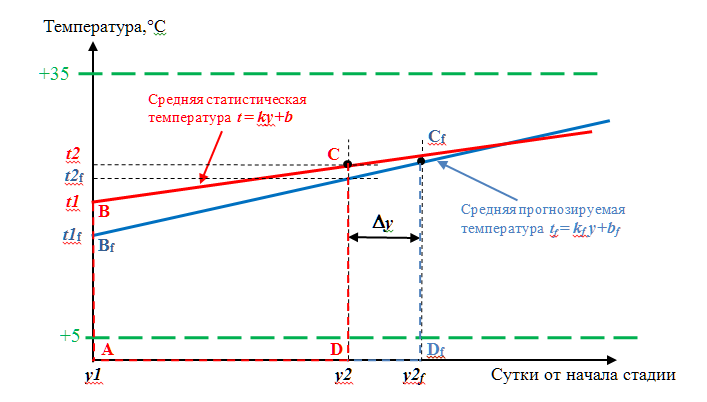 Температура,°С
+35
Средняя статистическая
температура t = ky+b
t2
C
Cf
t2f
t1
B
Средняя прогнозируемая
температура tf = kf y+bf
Δy
t1f
Bf
+5
A
D
Df
y1
y2
y2f
Сутки от начала стадии